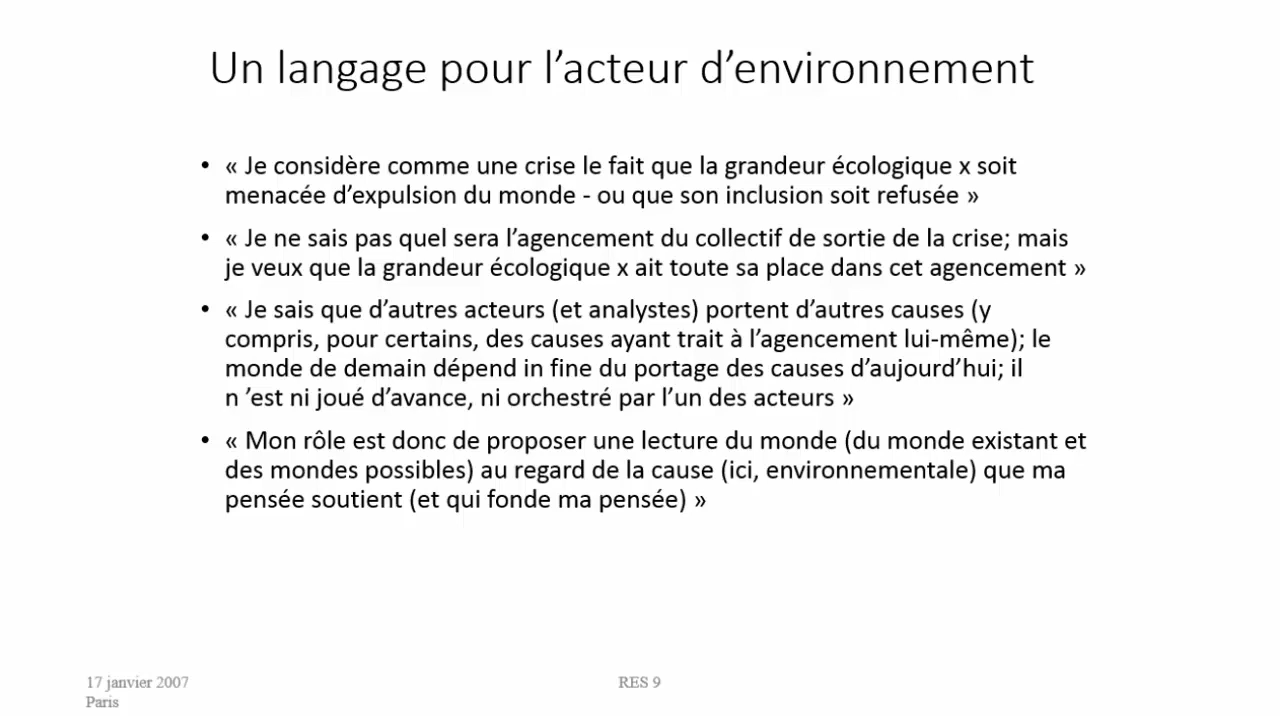 Un langage pour l’acteur d’environnement
• « Je considère comme une crise le fait que la grandeur écologique x soit
menacée d’expulsion du monde - ou que son inclusion soit refusée »
• « Je ne sais pas quel sera l’agencement du collectif de sortie de la crise; mais
je veux que la grandeur écologique x ait toute sa place dans cet agencement »
• « Je sais que d’autres acteurs (et analystes) portent d’autres causes (y
compris, pour certains, des causes ayant trait à l’agencement lui-même); le
monde de demain dépend in fine du portage des causes d’aujourd’hui; il
n ’est ni joué d’avance, ni orchestré par l’un des acteurs »
• « Mon rôle est donc de proposer une lecture du monde (du monde existant et
des mondes possibles) au regard de la cause (ici, environnementale) que ma
pensée soutient (et qui fonde ma pensée) »
17 janvier 2007
Paris
RES 9